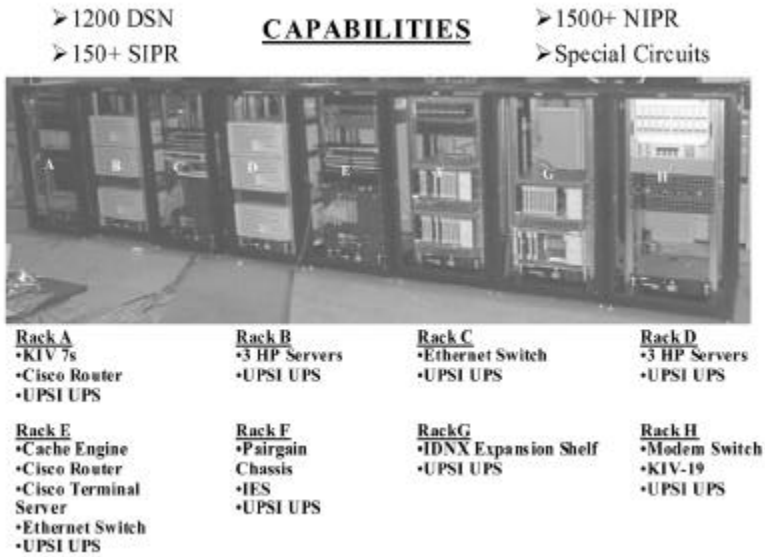 ➢1200 DSN
➢150+ SIPR
CAPABILITIES
➢1500+ NIPR
➢Special Circuits
A B C D E G H
Rack A
•KIV 7s
•Cisco Router
•UPSI UPS
Rack B
•3 HP Servers
•UPSI UPS
Rack C
•Ethernet Switch
•UPSI UPS
Rack D
•3 HP Servers
•UPSI UPS
Rack E
•Cache Engine
•Cisco Router
•Cisco Terminal
Server
•Ethernet Switch
•UPSI UPS
Rack F
•Pairgain
Chassis
•IES
•UPSI UPS
RackG
•IDNX Expansion Shelf
•UPSI UPS
Rack H
•Modem Switch
•KIV-19
•UPSI UPS